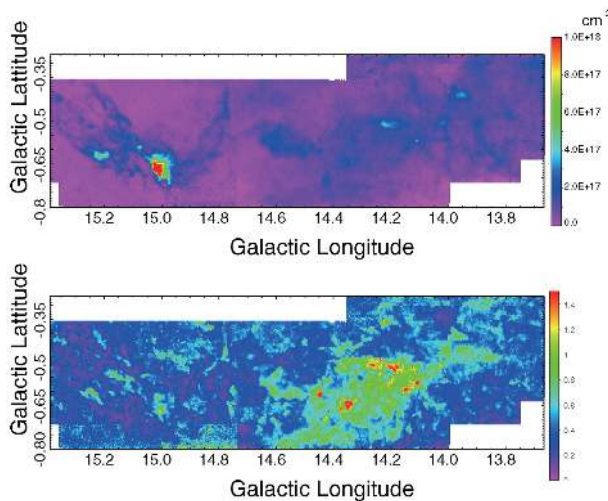 cm⁻³
Galactic Lattitude
-0.35
-0.5
-0.65
-0.8
1.0E+18
8.0E+17
6.0E+17
4.0E+17
2.0E+17
0.0
15.2 15.0 14.8 14.6 14.4 14.2 14.0 13.8
Galactic Longitude
Galactic Lattitude
-0.35
-0.5
-0.65
-0.80
1.4
1.2
1
0.8
0.6
0.4
0.2
15.2 15.0 14.8 14.6 14.4 14.2 14.0 13.8
Galactic Longitude